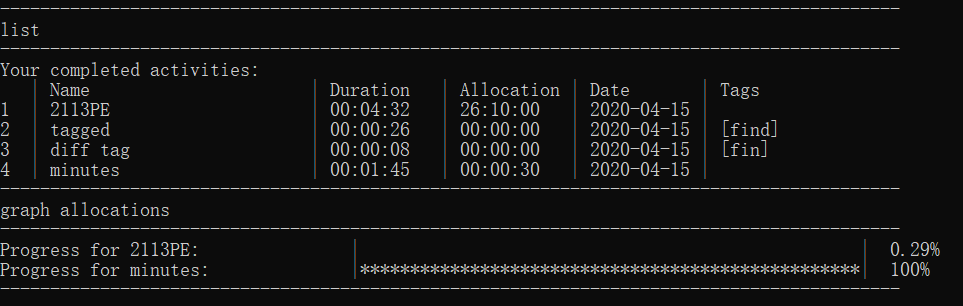 list
Your completed activities:
Name Duration Allocation Date Tags
1 2113PE 00:04:32 26:10:00 2020-04-15
2 tagged 00:00:26 00:00:00 2020-04-15 [find]
3 diff tag 00:00:08 00:00:00 2020-04-15 [fin]
4 minutes 00:01:45 00:00:30 2020-04-15
graph allocations
Progress for 2113PE: 0.29%
Progress for minutes: ************************************************** 100%